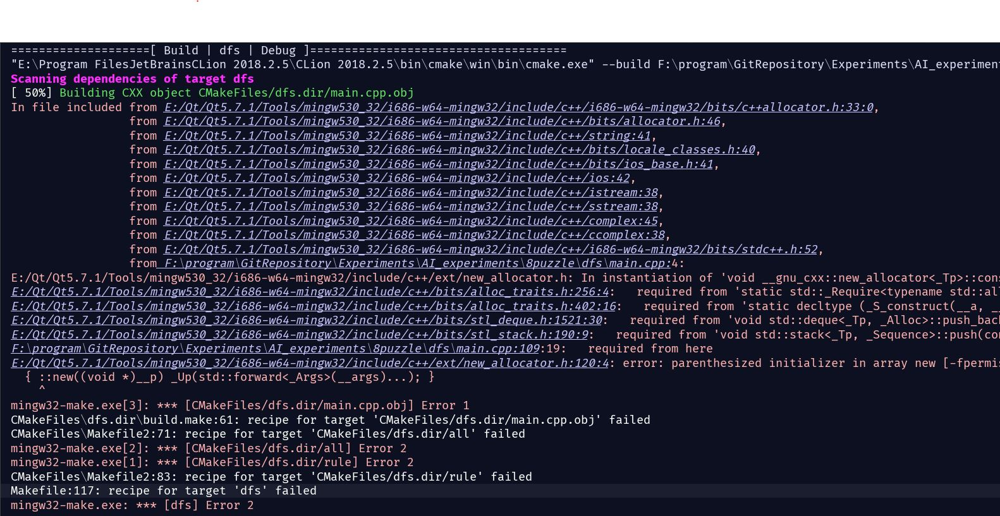 ====================[ Build | dfs | Debug ]=====================================
"E:\Program FilesJetBrainsCLion 2018.2.5\CLion 2018.2.5\bin\cmake\win\bin\cmake.exe" --build F:\program\GitRepository\Experiments\AI_experimen
Scanning dependencies of target dfs
[ 50%] Building CXX object CMakeFiles/dfs.dir/main.cpp.obj
In file included from E:/Qt/Qt5.7.1/Tools/mingw530_32/i686-w64-mingw32/include/c++/i686-w64-mingw32/bits/c++allocator.h:33:0,
from E:/Qt/Qt5.7.1/Tools/mingw530_32/i686-w64-mingw32/include/c++/bits/allocator.h:46,
from E:/Qt/Qt5.7.1/Tools/mingw530_32/i686-w64-mingw32/include/c++/string:41,
from E:/Qt/Qt5.7.1/Tools/mingw530_32/i686-w64-mingw32/include/c++/bits/locale_classes.h:40,
from E:/Qt/Qt5.7.1/Tools/mingw530_32/i686-w64-mingw32/include/c++/bits/ios_base.h:41,
from E:/Qt/Qt5.7.1/Tools/mingw530_32/i686-w64-mingw32/include/c++/ios:42,
from E:/Qt/Qt5.7.1/Tools/mingw530_32/i686-w64-mingw32/include/c++/istream:38,
from E:/Qt/Qt5.7.1/Tools/mingw530_32/i686-w64-mingw32/include/c++/sstream:38,
from E:/Qt/Qt5.7.1/Tools/mingw530_32/i686-w64-mingw32/include/c++/complex:45,
from E:/Qt/Qt5.7.1/Tools/mingw530_32/i686-w64-mingw32/include/c++/ccomplex:38,
from E:/Qt/Qt5.7.1/Tools/mingw530_32/i686-w64-mingw32/include/c++/i686-w64-mingw32/bits/stdc++.h:52,
from F:\program\GitRepository\Experiments\AI_experiments\8puzzle\dfs\main.cpp:4:
E:/Qt/Qt5.7.1/Tools/mingw530_32/i686-w64-mingw32/include/c++/ext/new_allocator.h: In instantiation of 'void __gnu_cxx::new_allocator<_Tp>::cons
E:/Qt/Qt5.7.1/Tools/mingw530_32/i686-w64-mingw32/include/c++/bits/alloc_traits.h:256:4:   required from 'static std::_Require<typename std::all
E:/Qt/Qt5.7.1/Tools/mingw530_32/i686-w64-mingw32/include/c++/bits/alloc_traits.h:402:16:   required from 'static decltype (_S_construct(__a, __
E:/Qt/Qt5.7.1/Tools/mingw530_32/i686-w64-mingw32/include/c++/bits/stl_deque.h:1521:30:   required from 'void std::deque<_Tp, _Alloc>::push_bac
E:/Qt/Qt5.7.1/Tools/mingw530_32/i686-w64-mingw32/include/c++/bits/stl_stack.h:190:9:   required from 'void std::stack<_Tp, _Sequence>::push(con
F:\program\GitRepository\Experiments\AI_experiments\8puzzle\dfs\main.cpp:109:19:   required from here
E:/Qt/Qt5.7.1/Tools/mingw530_32/i686-w64-mingw32/include/c++/ext/new_allocator.h:120:4: error: parenthesized initializer in array new [-fpermis
{ ::new((void *)__p) _Up(std::forward<_Args>(__args)...); }
^
mingw32-make.exe[3]: *** [CMakeFiles/dfs.dir/main.cpp.obj] Error 1
CMakeFiles\dfs.dir\build.make:61: recipe for target 'CMakeFiles/dfs.dir/main.cpp.obj' failed
CMakeFiles\Makefile2:71: recipe for target 'CMakeFiles/dfs.dir/all' failed
mingw32-make.exe[2]: *** [CMakeFiles/dfs.dir/all] Error 2
mingw32-make.exe[1]: *** [CMakeFiles/dfs.dir/rule] Error 2
CMakeFiles\Makefile2:83: recipe for target 'CMakeFiles/dfs.dir/rule' failed
Makefile:117: recipe for target 'dfs' failed
mingw32-make.exe: *** [dfs] Error 2